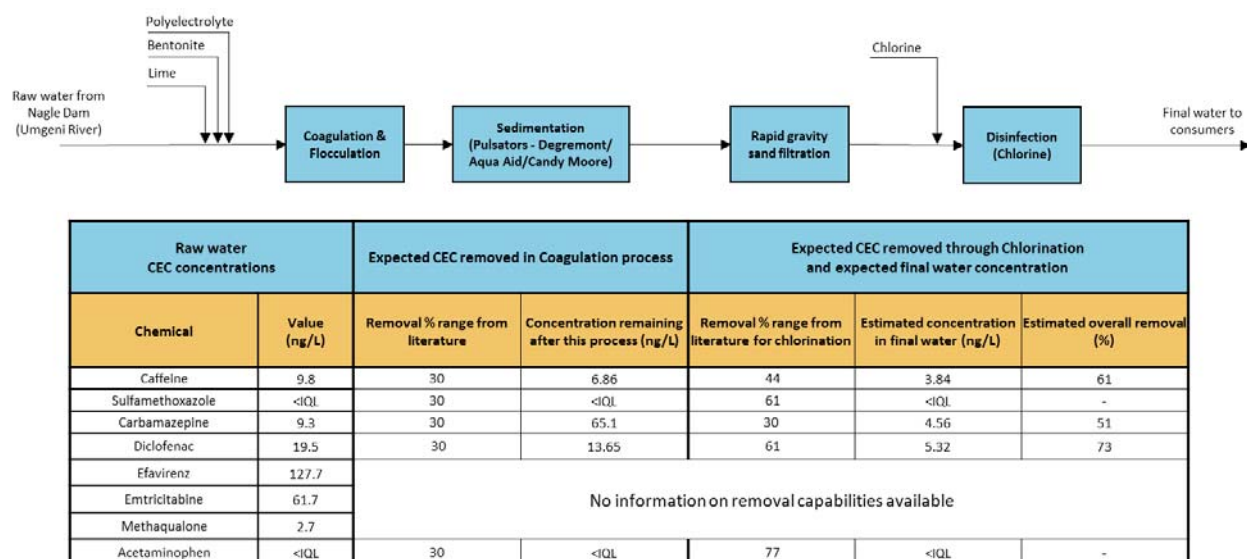 Polyelectrolyte
Bentonite
Lime
Raw water from
Nagle Dam
(Umgeni River)
Coagulation &
Flocculation
Sedimentation
(Pulsators - Degremont/
Aqua Aid/Candy Moore)
Rapid gravity
sand filtration
Chlorine
Disinfection
(Chlorine)
Final water to
consumers
Raw water
CEC concentrations
Expected CEC removed in Coagulation process
Expected CEC removed through Chlorination
and expected final water concentration
Chemical
Value
(ng/L)
Removal % range from
literature
Concentration remaining
after this process (ng/L)
Removal % range from
literature for chlorination
Estimated concentration
in final water (ng/L)
Estimated overall removal
(%)
Caffeine 9.8 30 6.86 44 3.84 61
Sulfamethoxazole <IQL 30 <IQL 61 <IQL -
Carbamazepine 9.3 30 65.1 30 4.56 51
Diclofenac 19.5 30 13.65 61 5.32 73
Efavirenz 127.7
Emtricitabine 61.7
No information on removal capabilities available
Methaqualone 2.7
Acetaminophen <IQL 30 <IQL 77 <IQL -